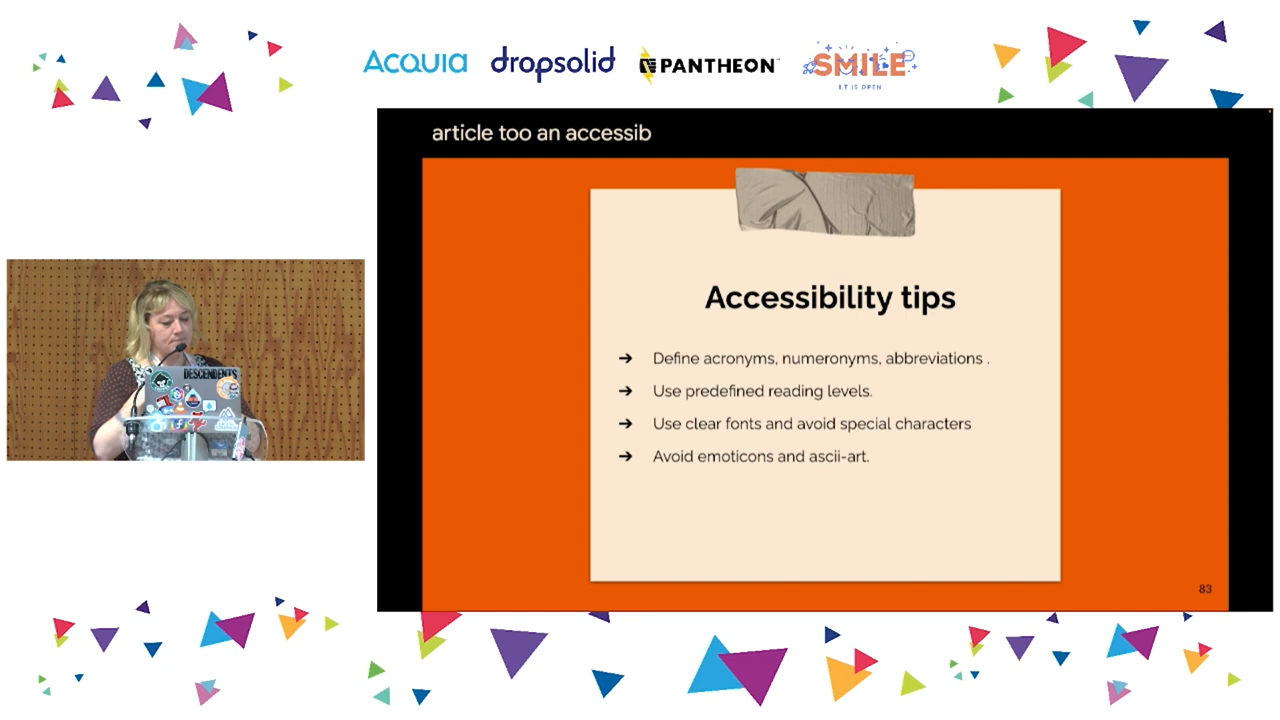 ACQUIA dropsolid PANTHEON SMILE
I.T IS OPEN
article too an accessib
Accessibility tips
➔ Define acronyms, numeronyms, abbreviations .
➔ Use predefined reading levels.
➔ Use clear fonts and avoid special characters
➔ Avoid emoticons and ascii-art.
DESCENDENTS
83